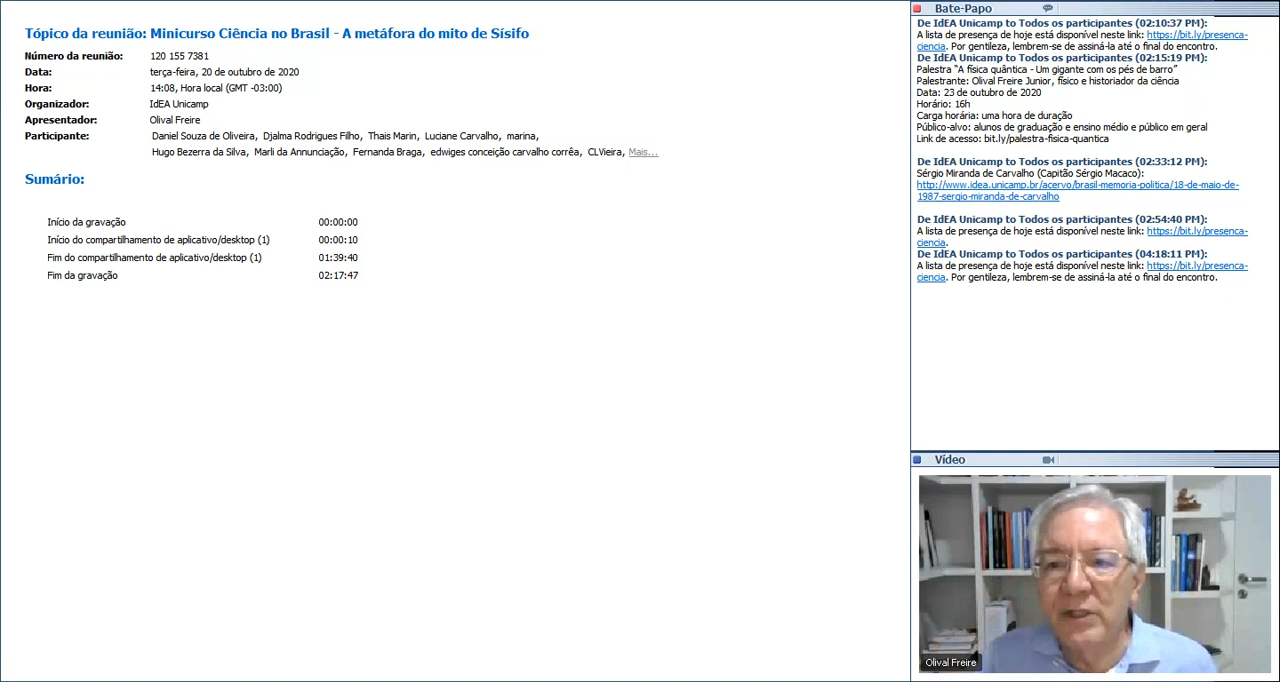 Tópico da reunião: Minicurso Ciência no Brasil - A metáfora do mito de Sísifo
Número da reunião: 120 155 7381
Data: terça-feira, 20 de outubro de 2020
Hora: 14:08, Hora local (GMT -03:00)
Organizador: IdEA Unicamp
Apresentador: Olival Freire
Participante: Daniel Souza de Oliveira, Djalma Rodrigues Filho, Thais Marin, Luciane Carvalho, marina,
Hugo Bezerra da Silva, Marli da Annunciação, Fernanda Braga, edwiges conceição carvalho corrêa, CLVieira, Mais...
Sumário:
Início da gravação 00:00:00
Início do compartilhamento de aplicativo/desktop (1) 00:00:10
Fim do compartilhamento de aplicativo/desktop (1) 01:39:40
Fim da gravação 02:17:47
Bate-Papo
De IdEA Unicamp to Todos os participantes (02:10:37 PM):
A lista de presença de hoje está disponível neste link: https://bit.ly/presenca-
ciencia. Por gentileza, lembrem-se de assiná-la até o final do encontro.
De IdEA Unicamp to Todos os participantes (02:15:19 PM):
Palestra “A física quântica - Um gigante com os pés de barro”
Palestrante: Olival Freire Junior, físico e historiador da ciência
Data: 23 de outubro de 2020
Horário: 16h
Carga horária: uma hora de duração
Público-alvo: alunos de graduação e ensino médio e público em geral
Link de acesso: bit.ly/palestra-fisica-quantica
De IdEA Unicamp to Todos os participantes (02:33:12 PM):
Sérgio Miranda de Carvalho (Capitão Sérgio Macaco):
http://www.idea.unicamp.br/acervo/brasil-memoria-politica/18-de-maio-de-
1987-sergio-miranda-de-carvalho
De IdEA Unicamp to Todos os participantes (02:54:40 PM):
A lista de presença de hoje está disponível neste link: https://bit.ly/presenca-
ciencia.
De IdEA Unicamp to Todos os participantes (04:18:11 PM):
A lista de presença de hoje está disponível neste link: https://bit.ly/presenca-
ciencia. Por gentileza, lembrem-se de assiná-la até o final do encontro.
Vídeo
Olival Freire